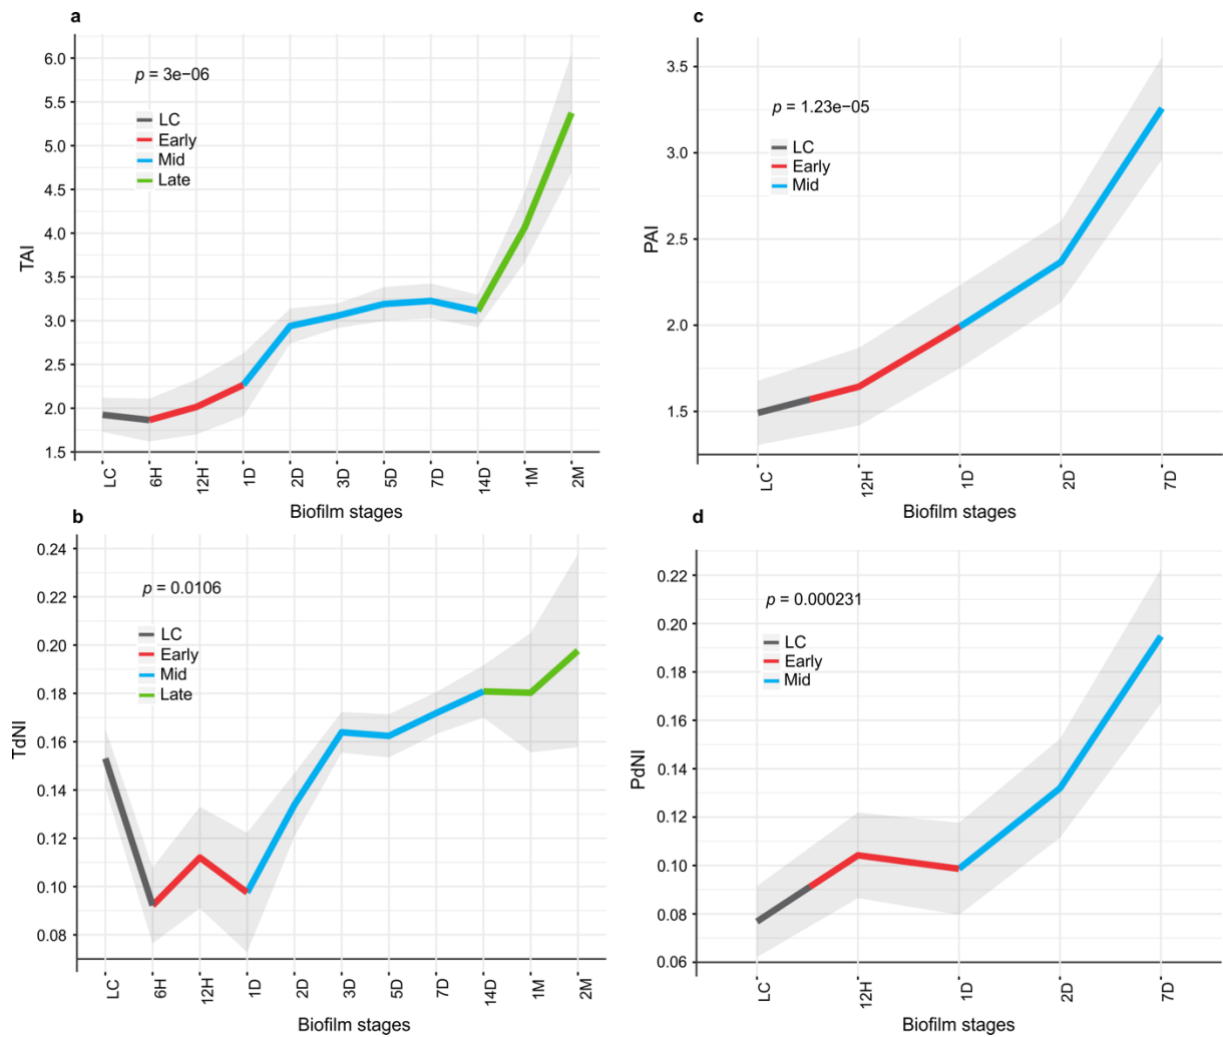 a
6.0
5.5
5.0
4.5
4.0
3.5
3.0
2.5
2.0
1.5
TAI
p = 3e−06
LC
Early
Mid
Late
LC
6H
12H
1D
2D
3D
5D
7D
14D
1M
2M
Biofilm stages
c
3.5
3.0
2.5
2.0
1.5
PAI
p = 1.23e−05
LC
Early
Mid
LC
12H
1D
2D
7D
Biofilm stages
b
0.24
0.22
0.20
0.18
0.16
0.14
0.12
0.10
0.08
TdNI
p = 0.0106
LC
Early
Mid
Late
LC
6H
12H
1D
2D
3D
5D
7D
14D
1M
2M
Biofilm stages
d
0.22
0.20
0.18
0.16
0.14
0.12
0.10
0.08
0.06
PdNI
p = 0.000231
LC
Early
Mid
LC
12H
1D
2D
7D
Biofilm stages